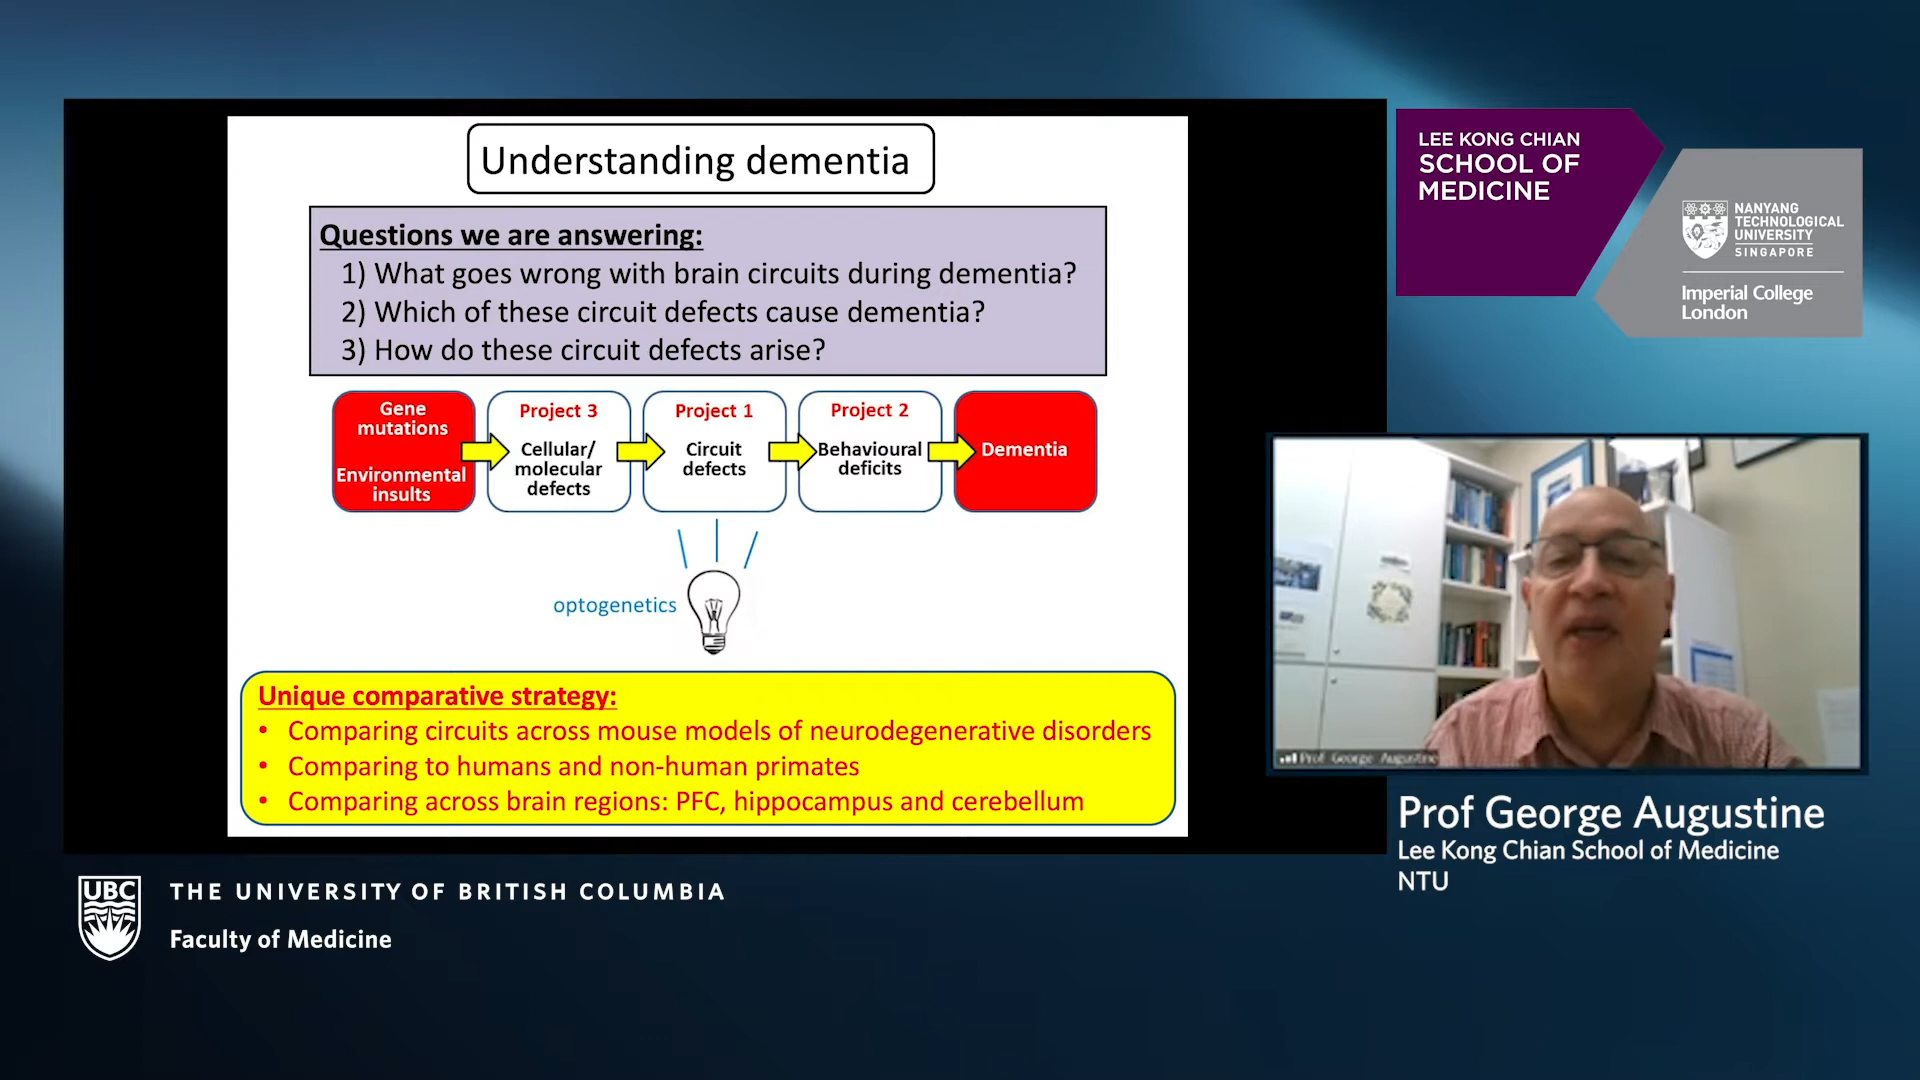 Understanding dementia
Questions we are answering:
1) What goes wrong with brain circuits during dementia?
2) Which of these circuit defects cause dementia?
3) How do these circuit defects arise?
Gene
mutations
Environmental
insults
Project 3
Cellular/
molecular
defects
Project 1
Circuit
defects
Project 2
Behavioural
deficits
Dementia
optogenetics
Unique comparative strategy:
• Comparing circuits across mouse models of neurodegenerative disorders
• Comparing to humans and non-human primates
• Comparing across brain regions: PFC, hippocampus and cerebellum
LEE KONG CHIAN
SCHOOL OF
MEDICINE
NANYANG
TECHNOLOGICAL
UNIVERSITY
SINGAPORE
Imperial College
London
Prof George Augustine
Prof George Augustine
Lee Kong Chian School of Medicine
NTU
UBC
THE UNIVERSITY OF BRITISH COLUMBIA
Faculty of Medicine